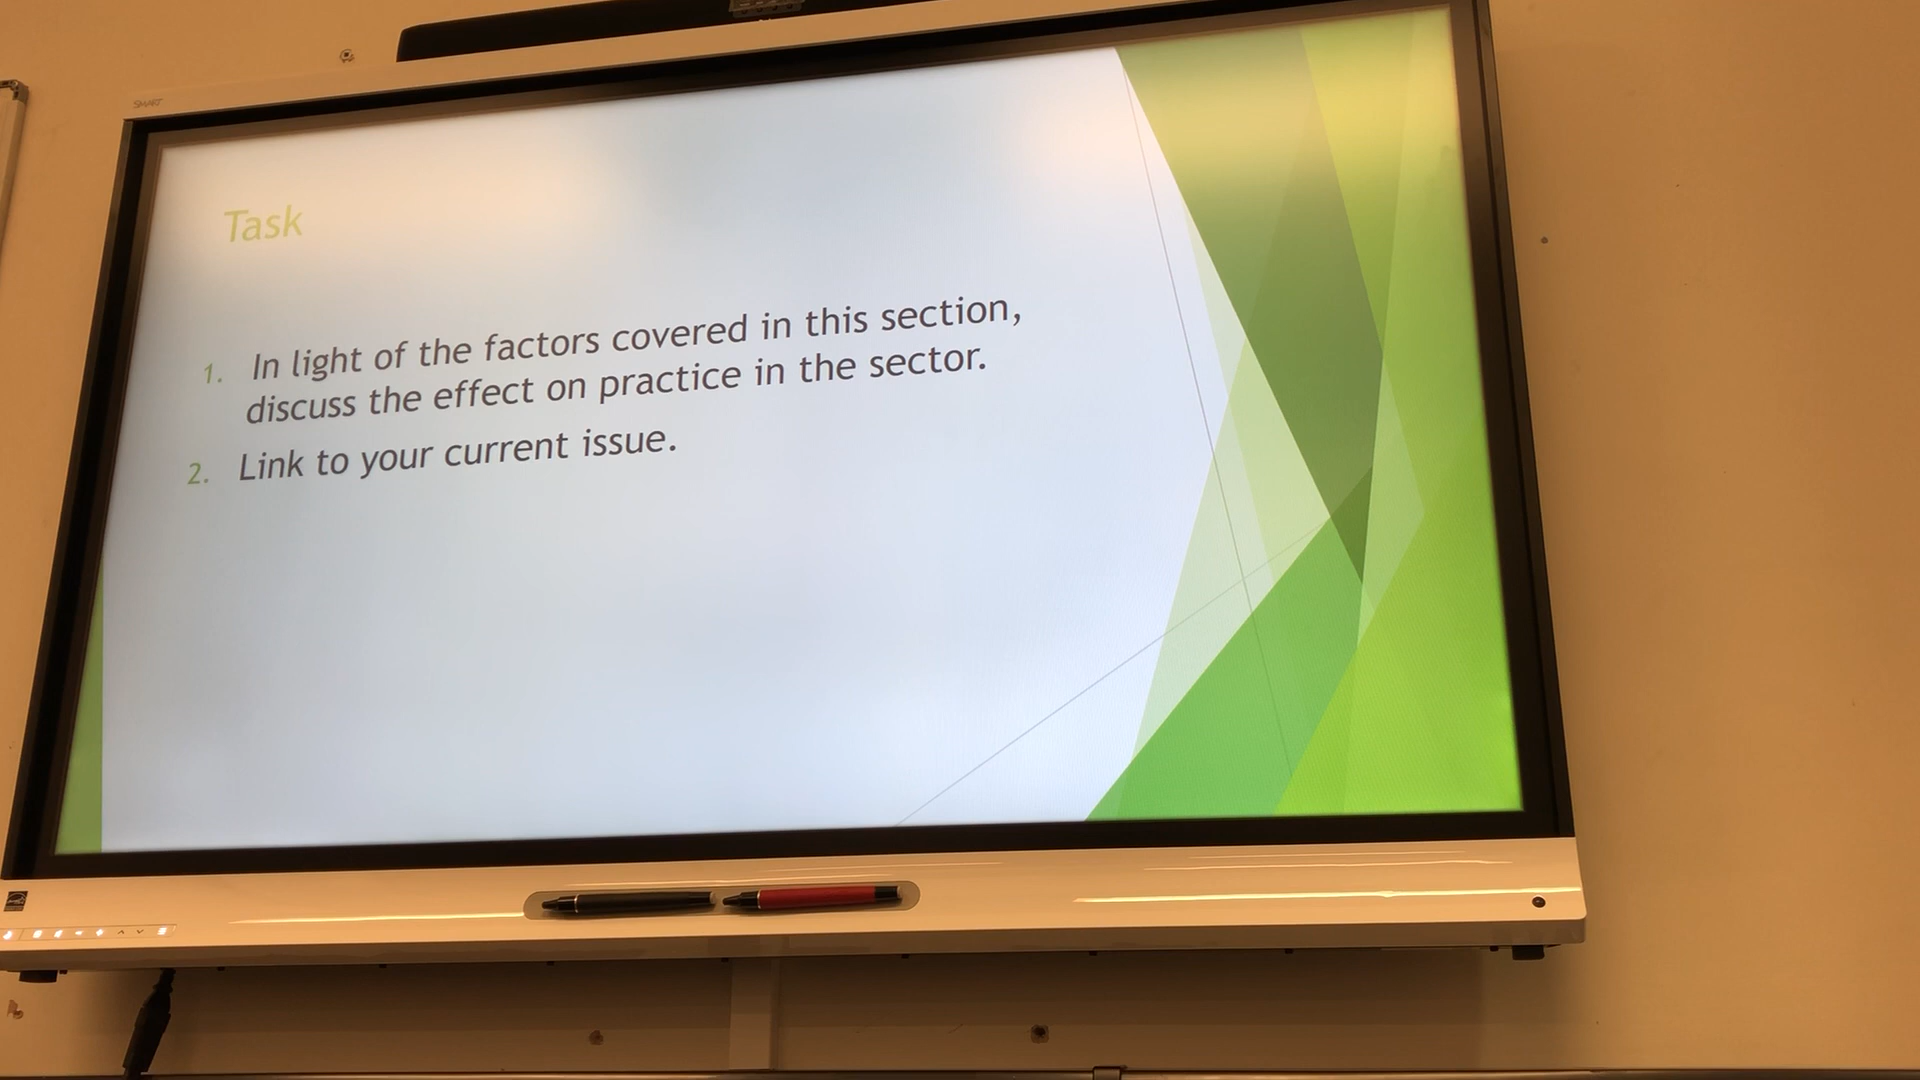 SMART
Task
1. In light of the factors covered in this section,
discuss the effect on practice in the sector.
2. Link to your current issue.